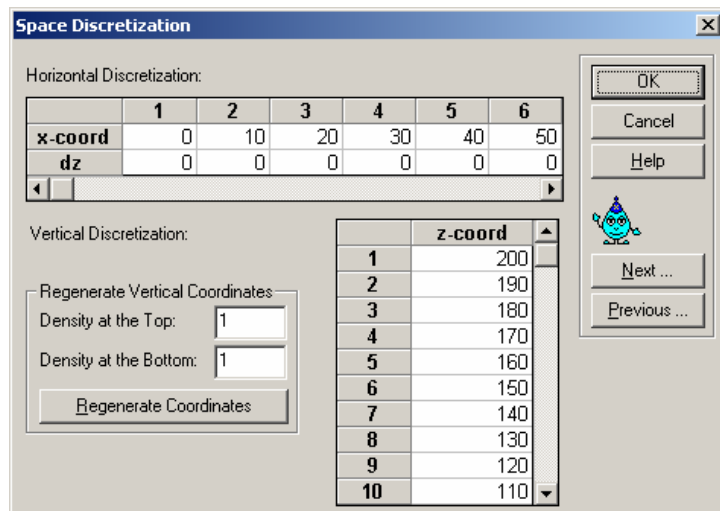 Space Discretization
Horizontal Discretization:
1 2 3 4 5 6
x-coord 0 10 20 30 40 50
dz 0 0 0 0 0 0
OK
Cancel
Help
Next ...
Previous ...
Vertical Discretization:
Regenerate Vertical Coordinates
Density at the Top: 1
Density at the Bottom: 1
Regenerate Coordinates
z-coord
1 200
2 190
3 180
4 170
5 160
6 150
7 140
8 130
9 120
10 110